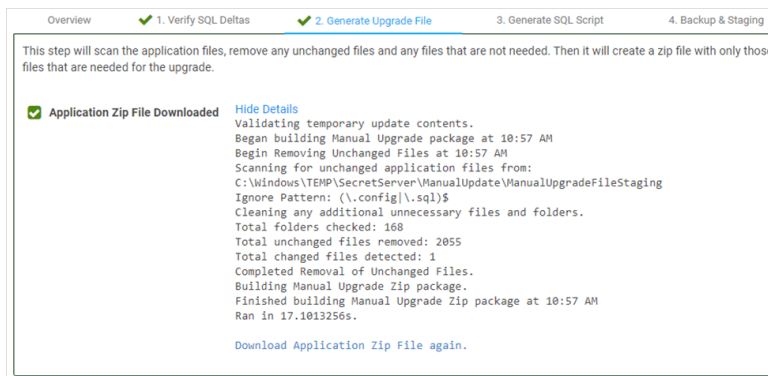 Overview
1. Verify SQL Deltas
2. Generate Upgrade File
3. Generate SQL Script
4. Backup & Staging
This step will scan the application files, remove any unchanged files and any files that are not needed. Then it will create a zip file with only those
files that are needed for the upgrade.
Application Zip File Downloaded
Hide Details
Validating temporary update contents.
Began building Manual Upgrade package at 10:57 AM
Begin Removing Unchanged Files at 10:57 AM
Scanning for unchanged application files from:
C:\Windows\TEMP\SecretServer\ManualUpdate\ManualUpgradeFileStaging
Ignore Pattern: (\.config|\.sql)$
Cleaning any additional unnecessary files and folders.
Total folders checked: 168
Total unchanged files removed: 2055
Total changed files detected: 1
Completed Removal of Unchanged Files.
Building Manual Upgrade Zip package.
Finished building Manual Upgrade Zip package at 10:57 AM
Ran in 17.1013256s.
Download Application Zip File again.